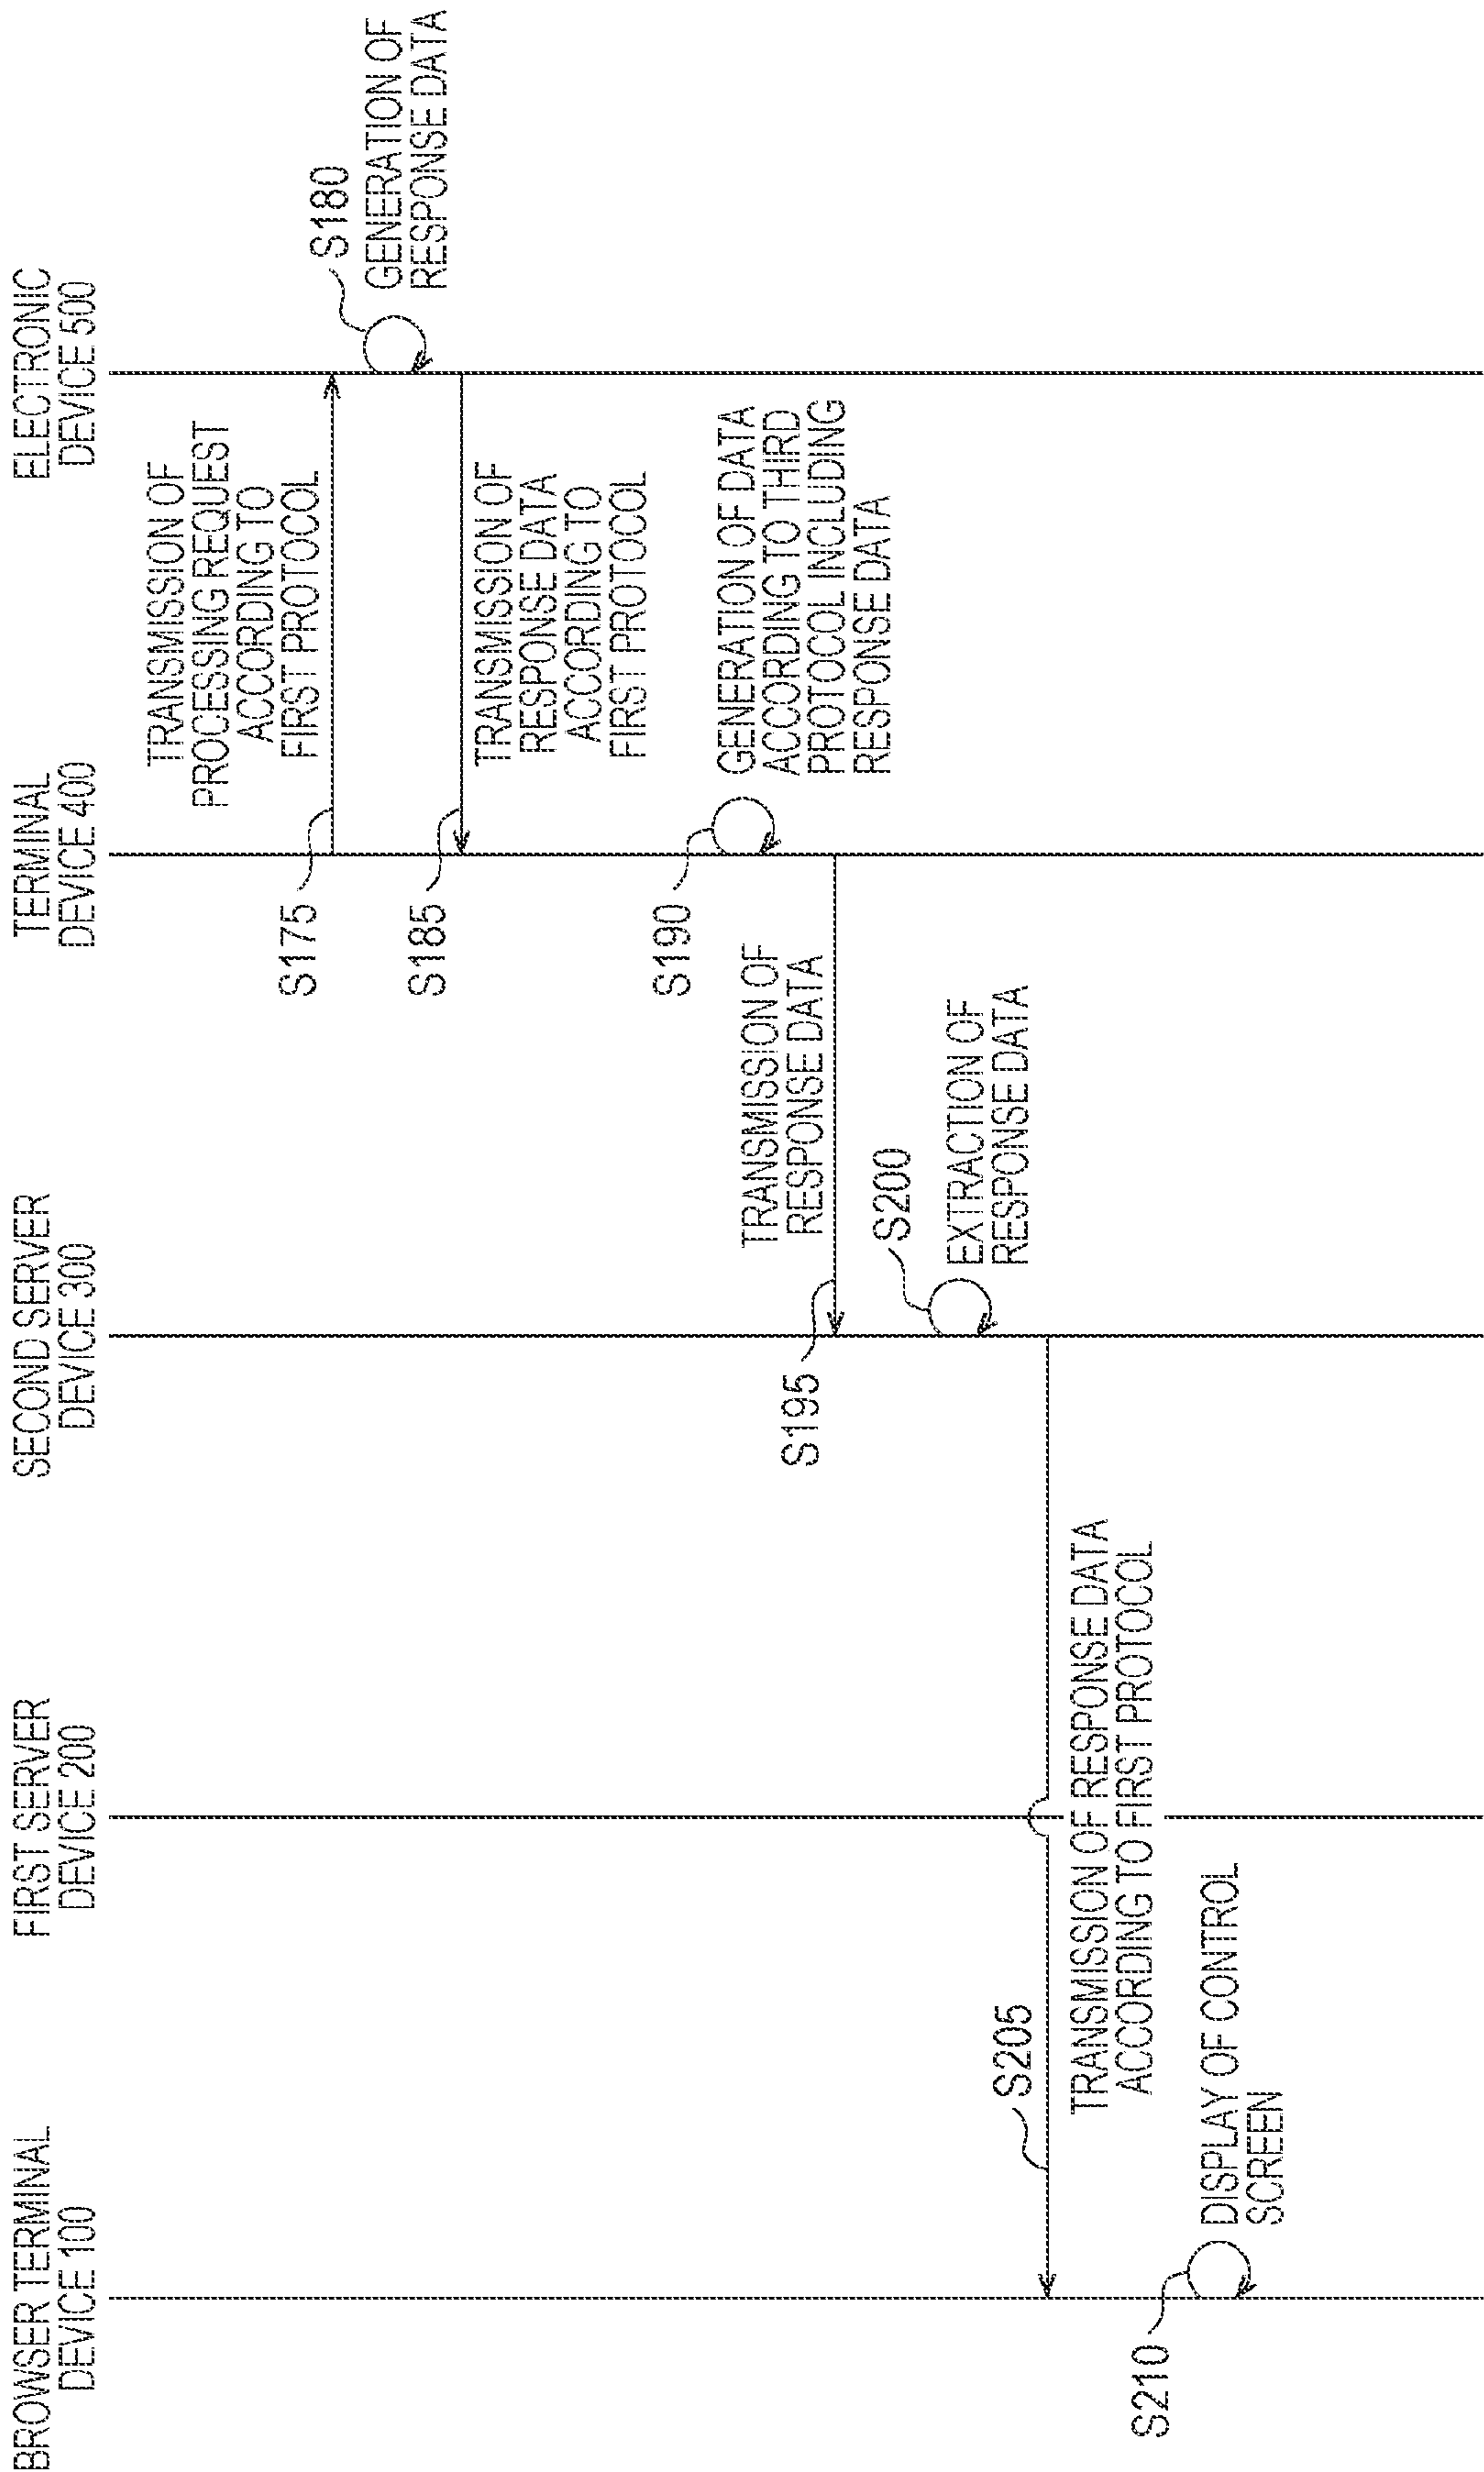 BROWSER TERMINAL
DEVICE 100
FIRST SERVER
DEVICE 200
SECOND SERVER
DEVICE 300
TERMINAL
DEVICE 400
ELECTRONIC
DEVICE 500
S175
TRANSMISSION OF
PROCESSING REQUEST
ACCORDING TO
FIRST PROTOCOL
S180
GENERATION OF
RESPONSE DATA
S185
TRANSMISSION OF
RESPONSE DATA
ACCORDING TO
FIRST PROTOCOL
S190
GENERATION OF DATA
ACCORDING TO THIRD
PROTOCOL INCLUDING
RESPONSE DATA
TRANSMISSION OF
RESPONSE DATA
S195
S200
EXTRACTION OF
RESPONSE DATA
S205
TRANSMISSION OF RESPONSE DATA
ACCORDING TO FIRST PROTOCOL
S210
DISPLAY OF CONTROL
SCREEN